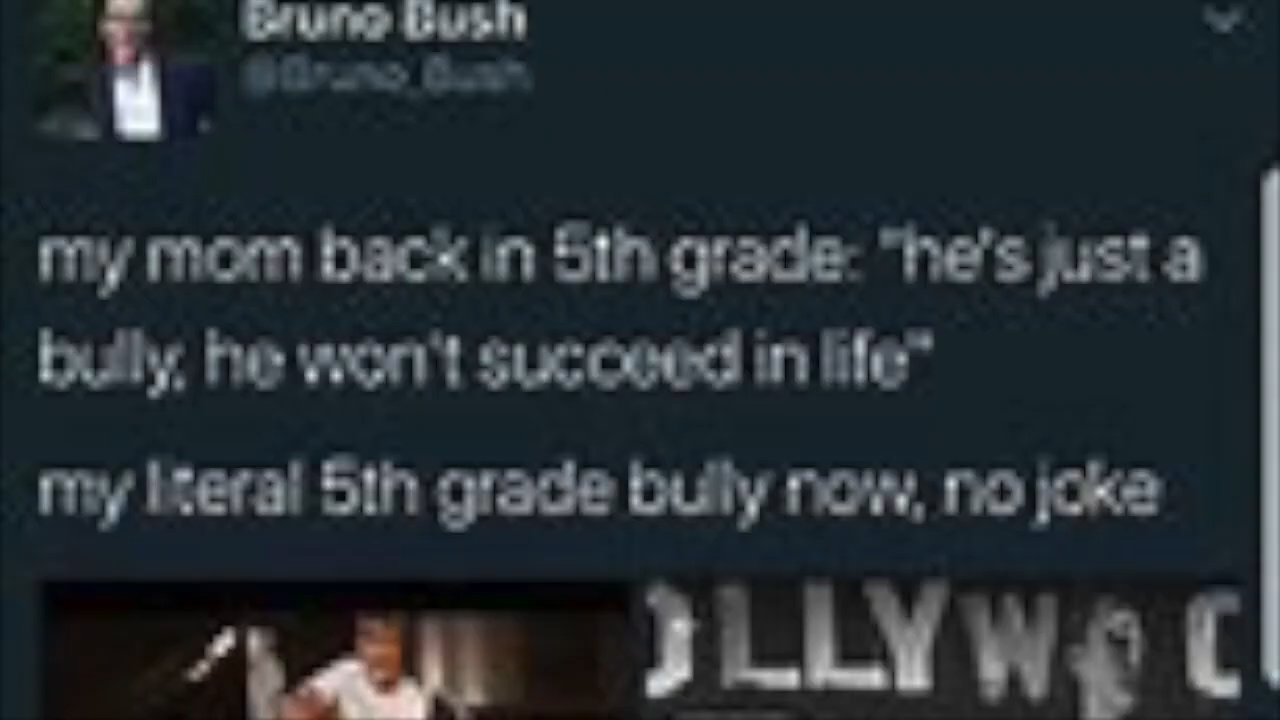 Bruno Bush
@Bruno_Bush
my mom back in 5th grade: "he's just a
bully, he won't succeed in life"
my literal 5th grade bully now, no joke
OLLYW O